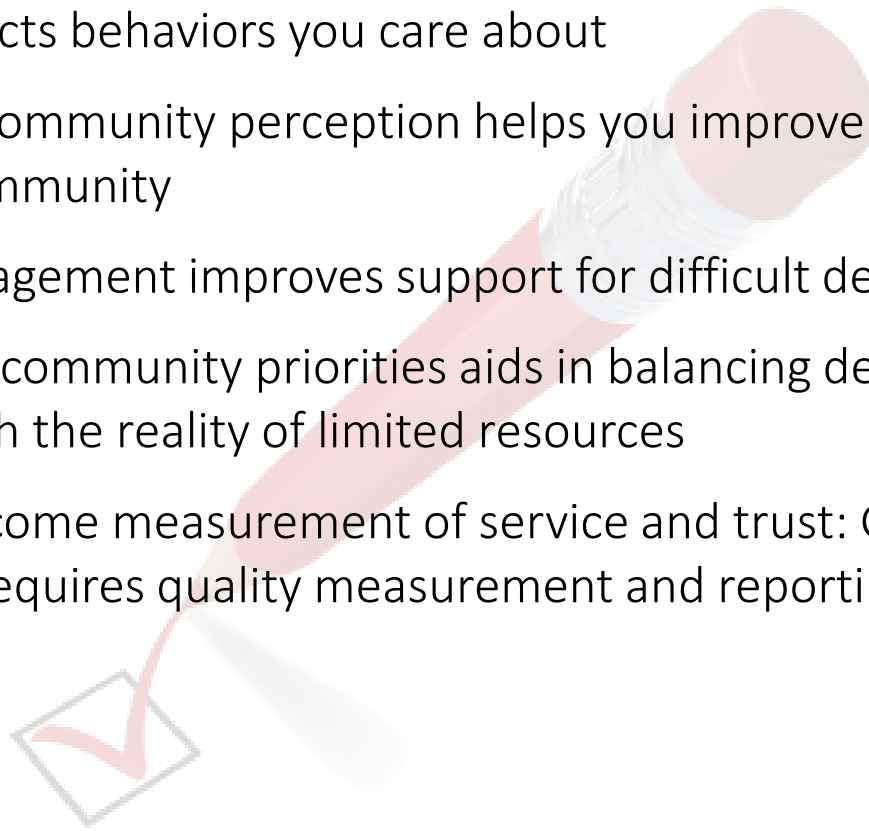 cts behaviors you care about
ommunity perception helps you improve
mmunity
agement improves support for difficult de
community priorities aids in balancing de
h the reality of limited resources
come measurement of service and trust:
equires quality measurement and reporti